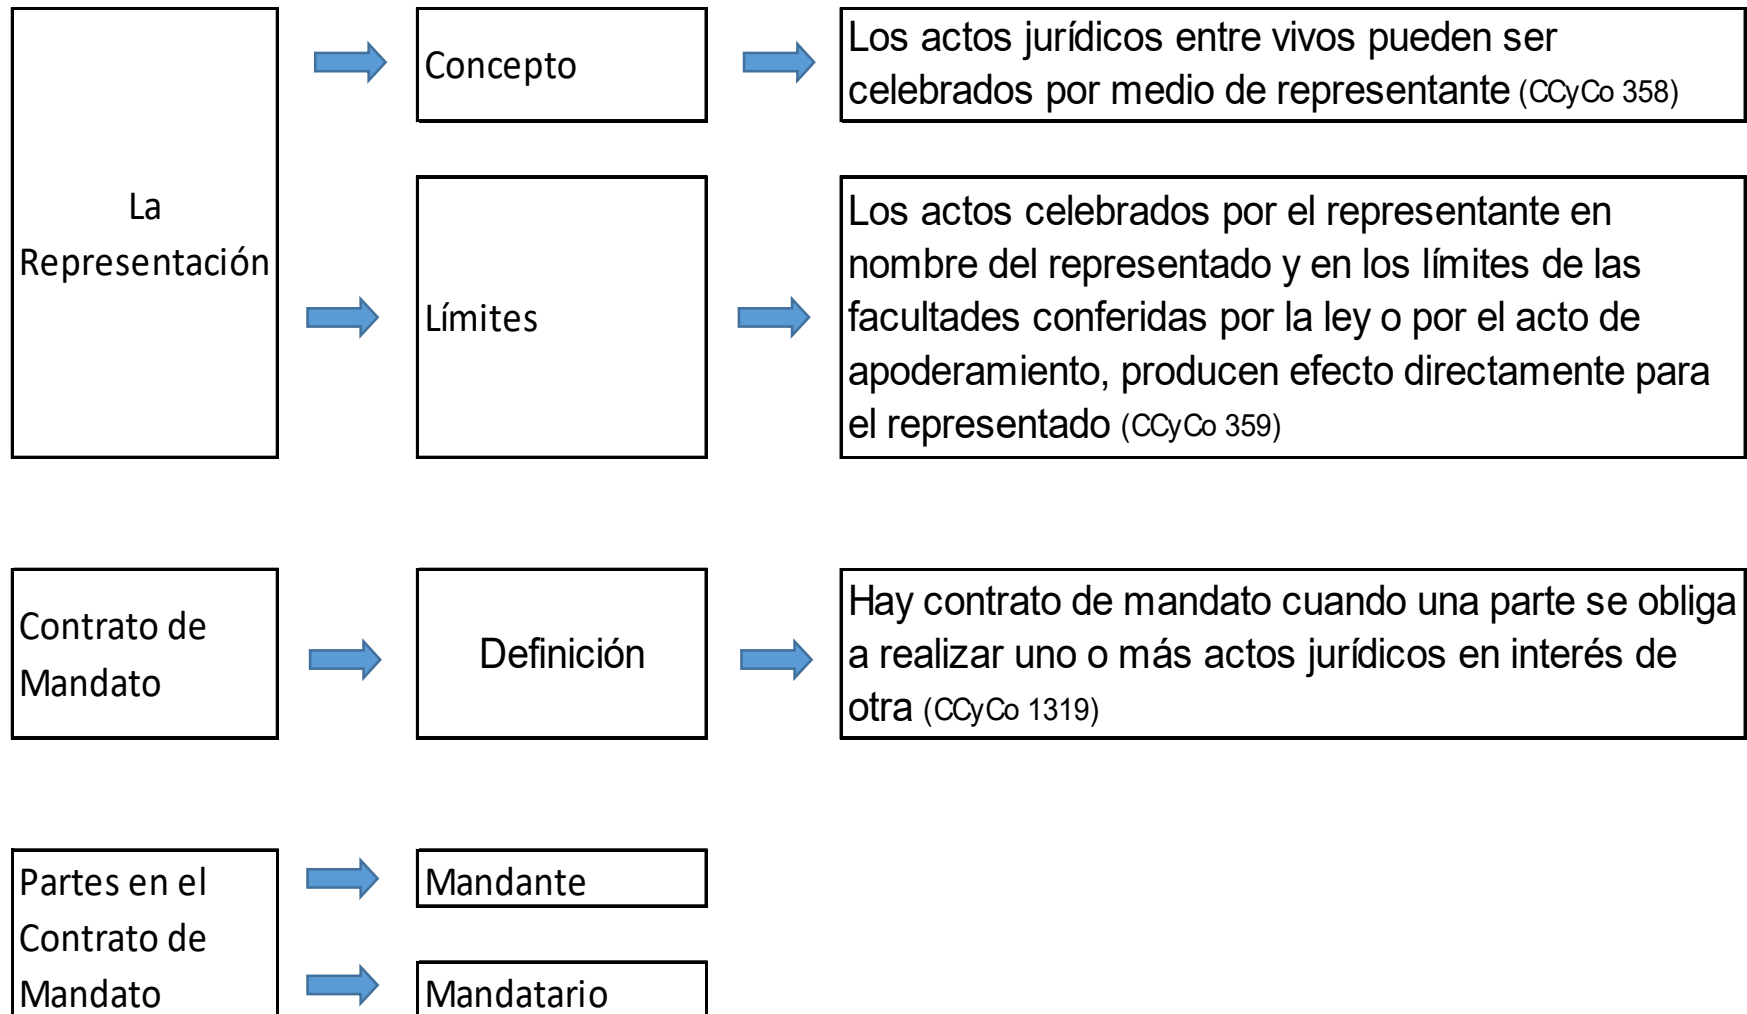 La
Representación
Concepto
Los actos jurídicos entre vivos pueden ser
celebrados por medio de representante (CCyCo 358)
Límites
Los actos celebrados por el representante en
nombre del representado y en los límites de las
facultades conferidas por la ley o por el acto de
apoderamiento, producen efecto directamente para
el representado (CCyCo 359)
Contrato de
Mandato
Definición
Hay contrato de mandato cuando una parte se obliga
a realizar uno o más actos jurídicos en interés de
otra (CCyCo 1319)
Partes en el
Contrato de
Mandato
Mandante
Mandatario